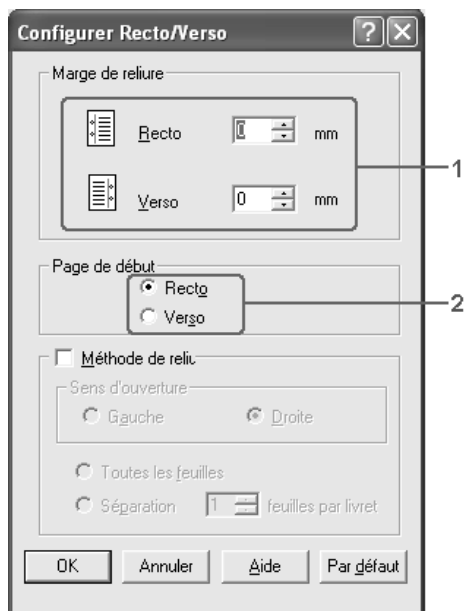 Configurer Recto/Verso
Marge de reliure
Recto 0 mm
1
Verso 0 mm
Page de début
Recto
2
Verso
Méthode de reliu
Sens d'ouverture
Gauche Droite
Toutes les feuilles
Séparation 1 feuilles par livret
OK Annuler Aide Par défaut